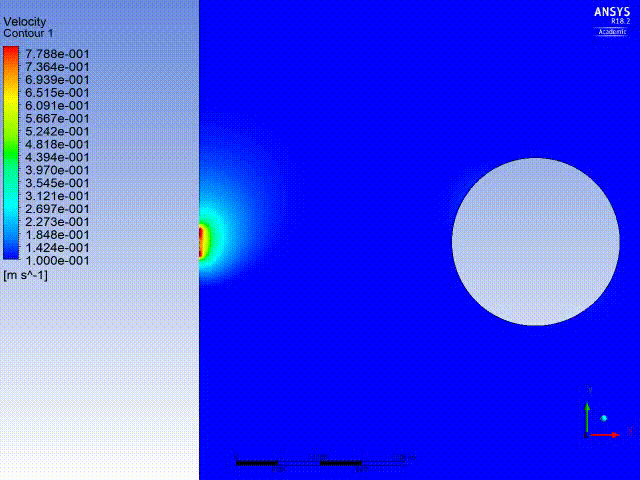 Velocity
Contour 1
7.788e-001
7.364e-001
6.939e-001
6.515e-001
6.091e-001
5.667e-001
5.242e-001
4.818e-001
4.394e-001
3.970e-001
3.545e-001
3.121e-001
2.697e-001
2.273e-001
1.848e-001
1.424e-001
1.000e-001
[m s^-1]
ANSYS
R18.2
Academic